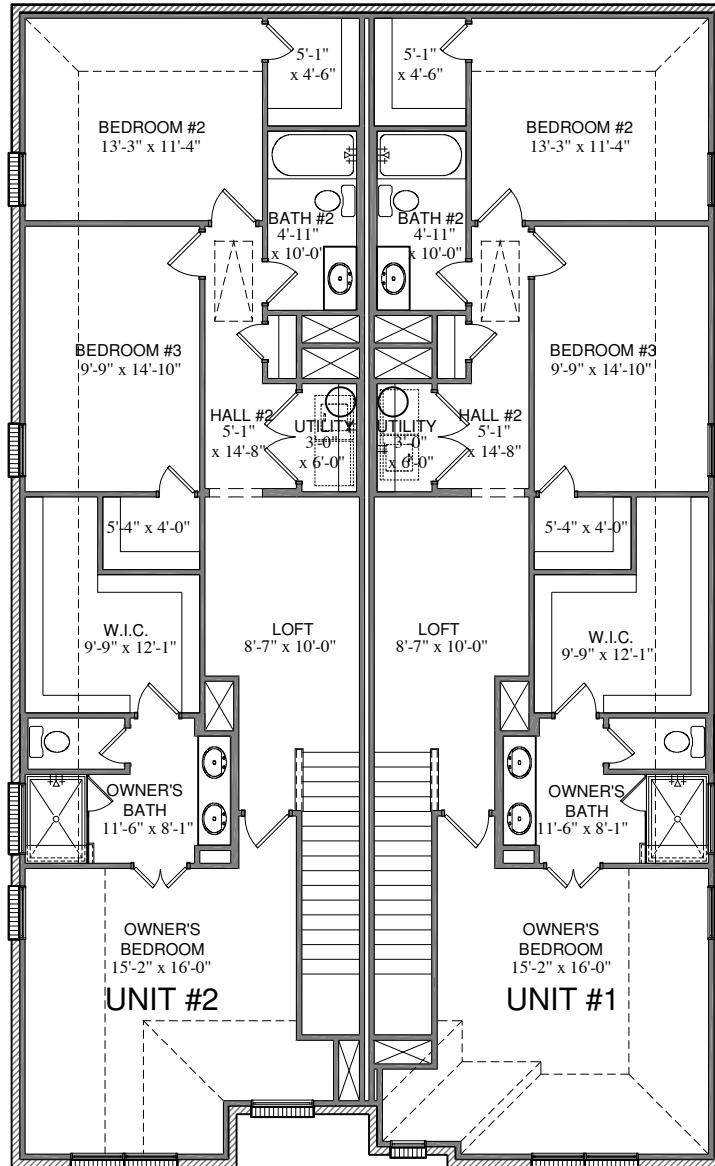 5'-1"
x 4'-6"
5'-1"
x 4'-6"
BEDROOM #2
13'-3" x 11'-4"
BEDROOM #2
13'-3" x 11'-4"
BATH #2
4'-11"
x 10'-0"
BATH #2
4'-11"
x 10'-0"
BEDROOM #3
9'-9" x 14'-10"
BEDROOM #3
9'-9" x 14'-10"
HALL #2
5'-1"
x 14'-8"
UTILITY
3'-0"
x 6'-0"
UTILITY
3'-0"
x 6'-0"
HALL #2
5'-1"
x 14'-8"
5'-4" x 4'-0"
5'-4" x 4'-0"
W.I.C.
9'-9" x 12'-1"
LOFT
8'-7" x 10'-0"
LOFT
8'-7" x 10'-0"
W.I.C.
9'-9" x 12'-1"
OWNER'S
BATH
11'-6" x 8'-1"
OWNER'S
BATH
11'-6" x 8'-1"
OWNER'S
BEDROOM
15'-2" x 16'-0"
UNIT #2
OWNER'S
BEDROOM
15'-2" x 16'-0"
UNIT #1